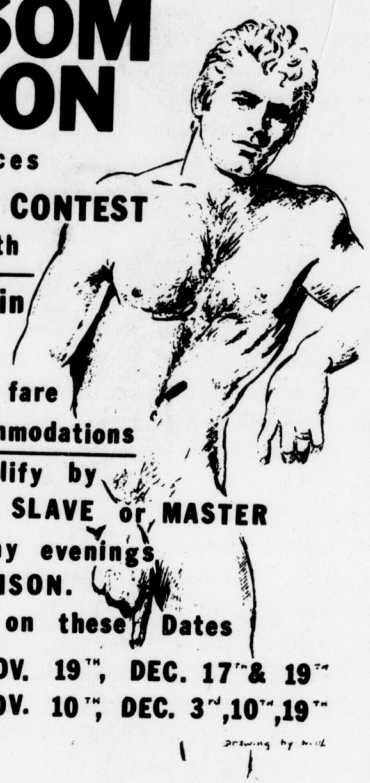 SOM
ON
ces
CONTEST
th
in
fare
mmodations
lify by
SLAVE or MASTER
ny evenings
ISON.
on these Dates
OV. 19TH, DEC. 17TH & 19TH
OV. 10TH, DEC. 3rd, 10TH, 19TH
Drawing by